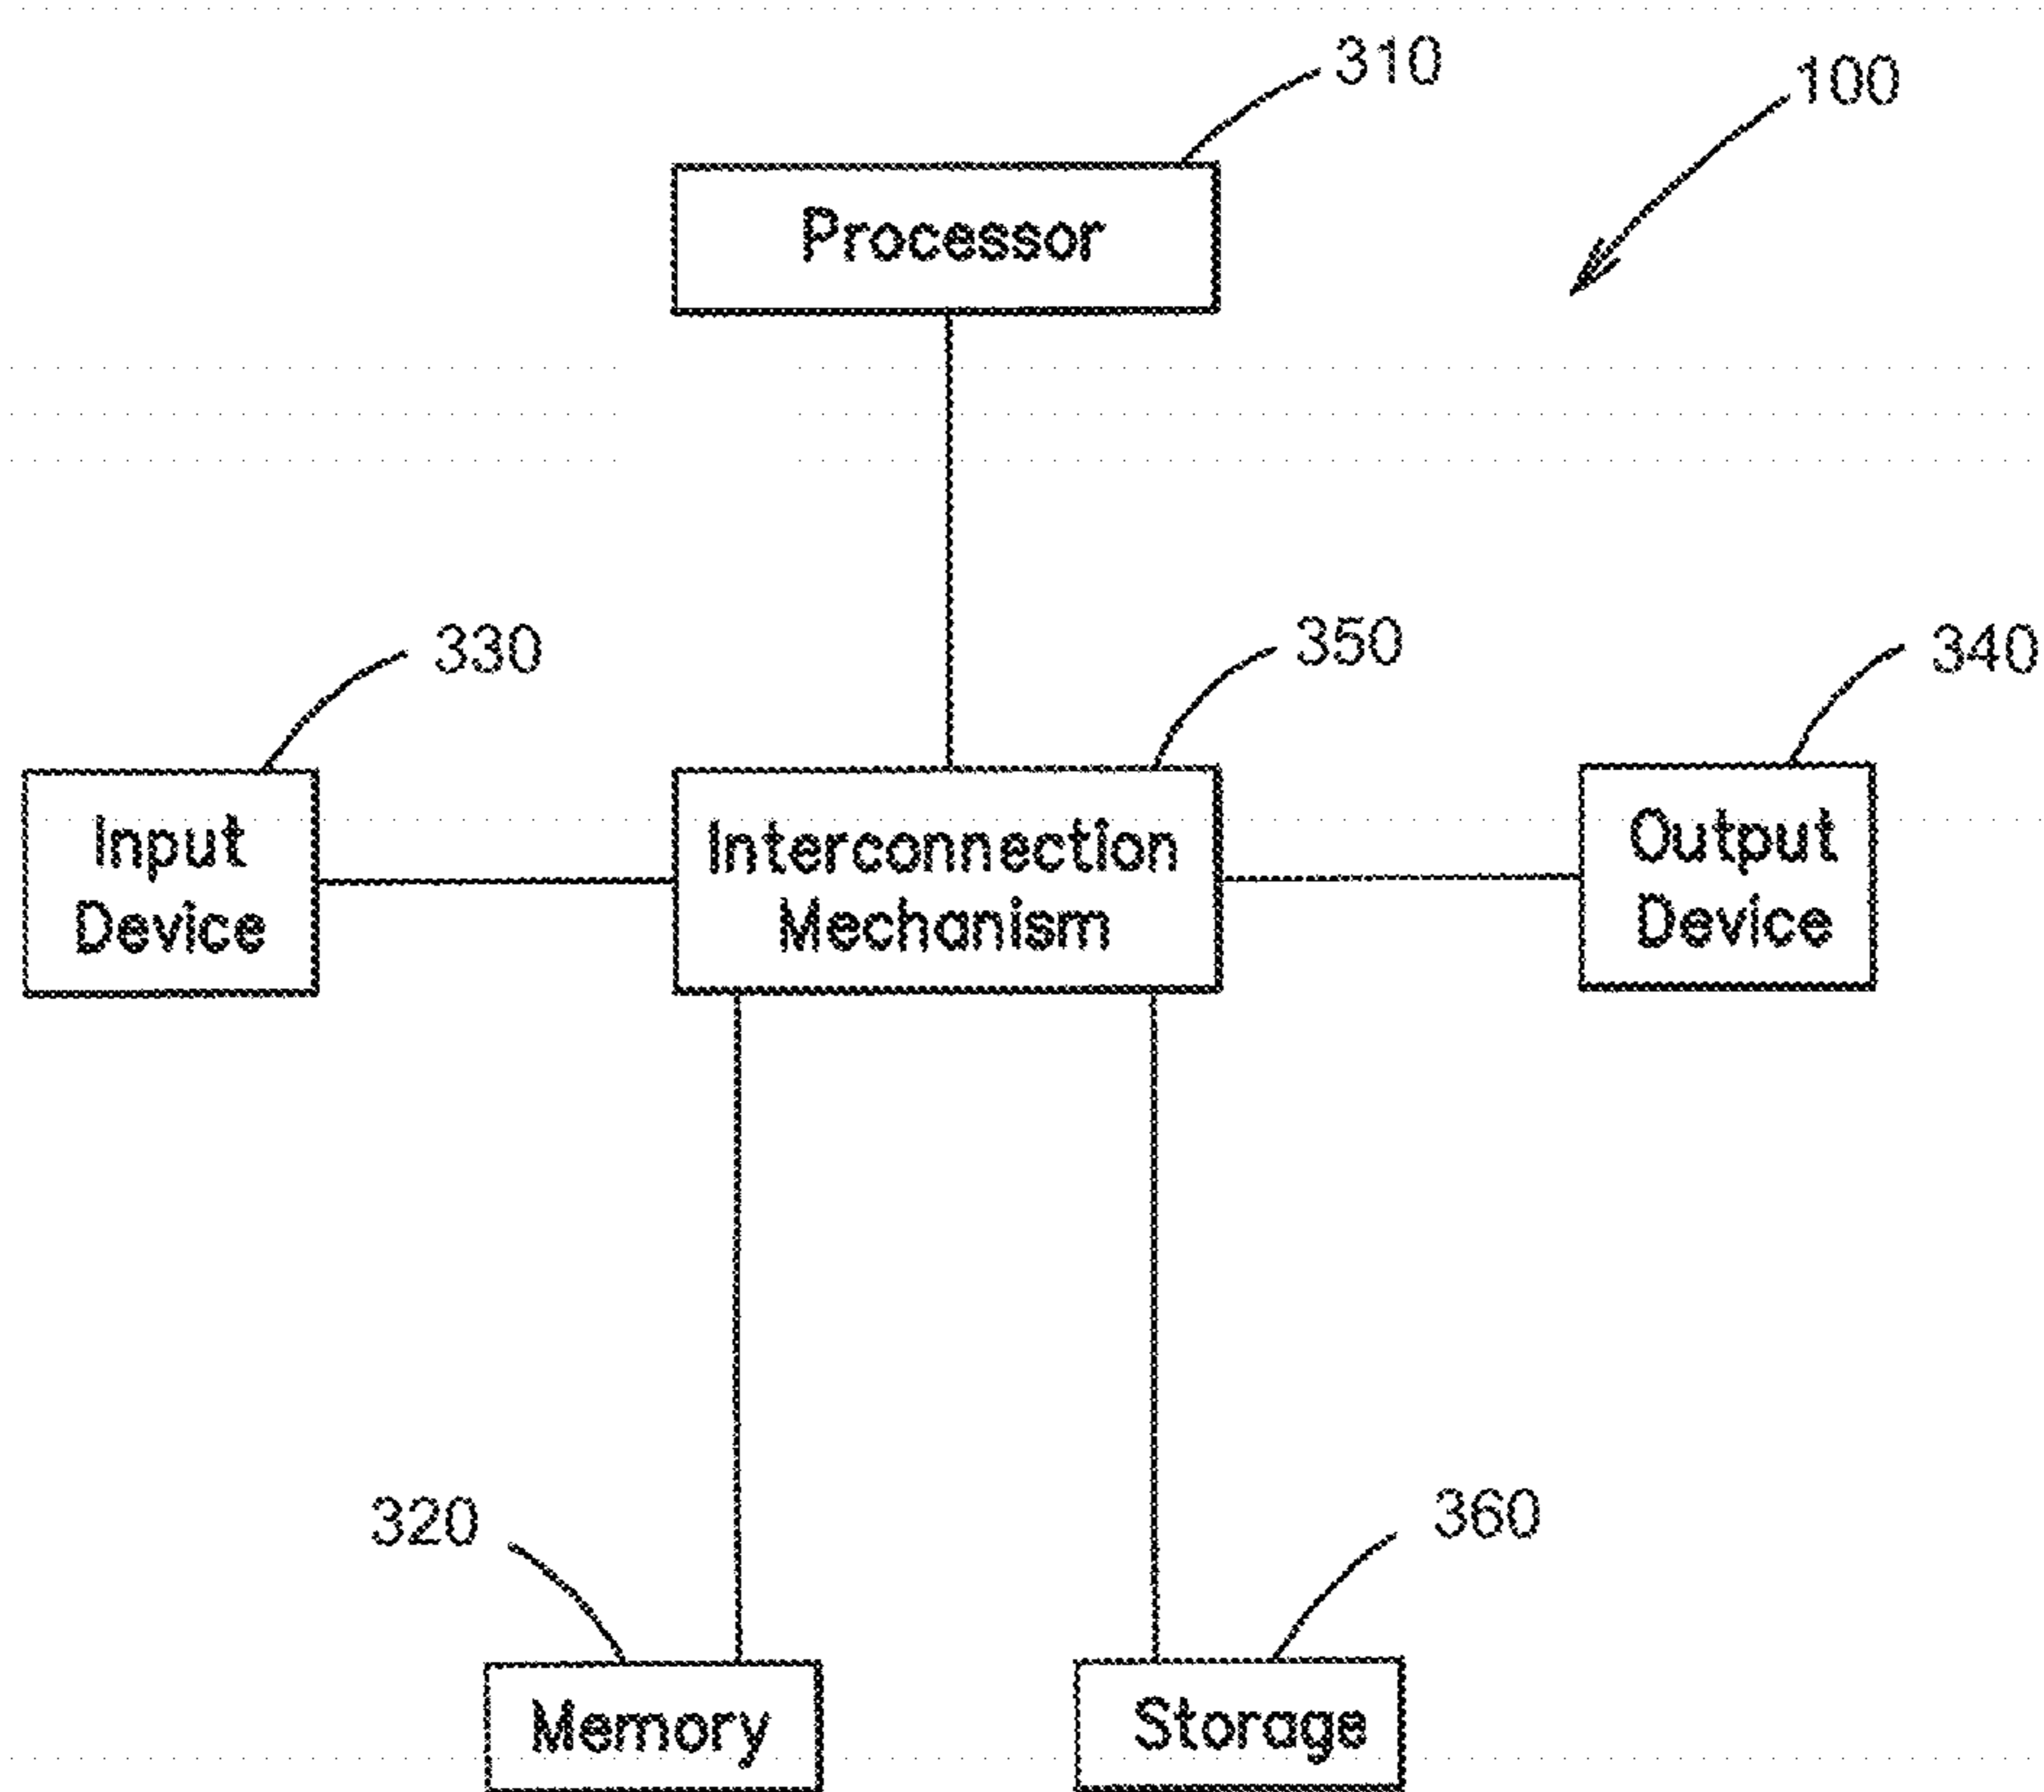 310
100
Processor
330
350
340
Input
Device
Interconnection
Mechanism
Output
Device
320
360
Memory
Storage